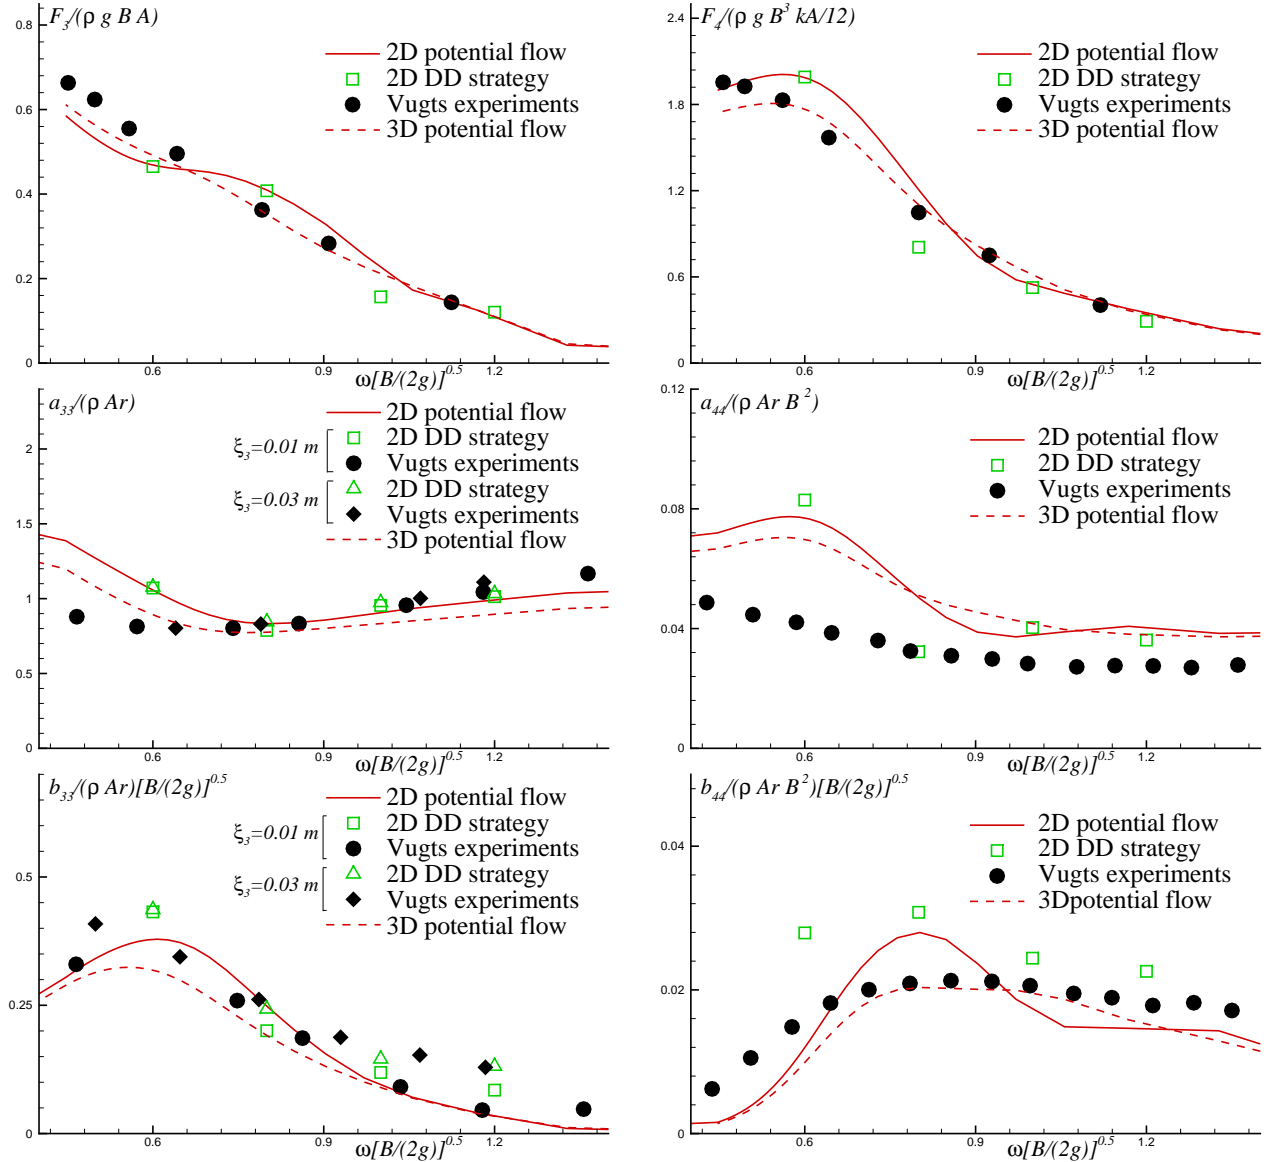 F₃/(ρ g B A)
2D potential flow
2D DD strategy
Vugts experiments
3D potential flow
0.8
0.6
0.4
0.2
0
0.6
0.9
1.2
ω[B/(2g)]^0.5
F₄/(ρ g B³ kA/12)
2D potential flow
2D DD strategy
Vugts experiments
3D potential flow
2.4
1.8
1.2
0.6
0
0.6
0.9
1.2
ω[B/(2g)]^0.5
a₃₃/(ρ Ar)
2D potential flow
ξ₃=0.01 m
2D DD strategy
Vugts experiments
ξ₃=0.03 m
2D DD strategy
Vugts experiments
3D potential flow
2
1.5
1
0.5
0
0.6
0.9
1.2
ω[B/(2g)]^0.5
a₄₄/(ρ Ar B²)
2D potential flow
2D DD strategy
Vugts experiments
3D potential flow
0.12
0.08
0.04
0
0.6
0.9
1.2
ω[B/(2g)]^0.5
b₃₃/(ρ Ar)[B/(2g)]^0.5
2D potential flow
ξ₃=0.01 m
2D DD strategy
Vugts experiments
ξ₃=0.03 m
2D DD strategy
Vugts experiments
3D potential flow
0.5
0.25
0
0.6
0.9
1.2
ω[B/(2g)]^0.5
b₄₄/(ρ Ar B²)[B/(2g)]^0.5
2D potential flow
2D DD strategy
Vugts experiments
3Dpotential flow
0.04
0.02
0
0.6
0.9
1.2
ω[B/(2g)]^0.5